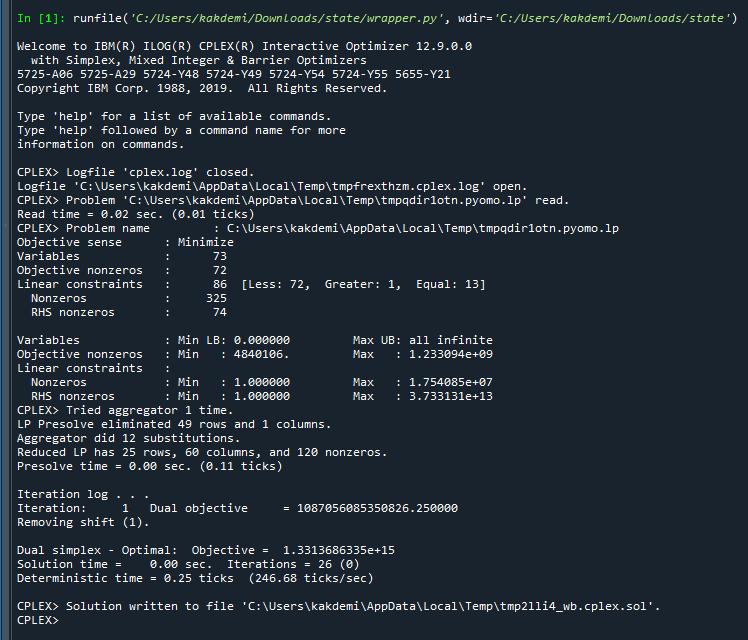 In [1]: runfile('C:/Users/kakdemi/Downloads/state/wrapper.py', wdir='C:/Users/kakdemi/Downloads/state')
Welcome to IBM(R) ILOG(R) CPLEX(R) Interactive Optimizer 12.9.0.0
  with Simplex, Mixed Integer & Barrier Optimizers
5725-A06 5725-A29 5724-Y48 5724-Y49 5724-Y54 5724-Y55 5655-Y21
Copyright IBM Corp. 1988, 2019.  All Rights Reserved.
Type 'help' for a list of available commands.
Type 'help' followed by a command name for more
information on commands.
CPLEX> Logfile 'cplex.log' closed.
Logfile 'C:\Users\kakdemi\AppData\Local\Temp\tmpfrexthzm.cplex.log' open.
CPLEX> Problem 'C:\Users\kakdemi\AppData\Local\Temp\tmpqdir1otn.pyomo.lp' read.
Read time = 0.02 sec. (0.01 ticks)
CPLEX> Problem name         : C:\Users\kakdemi\AppData\Local\Temp\tmpqdir1otn.pyomo.lp
Objective sense      : Minimize
Variables            :      73
Objective nonzeros   :      72
Linear constraints   :      86  [Less: 72,  Greater: 1,  Equal: 13]
  Nonzeros           :     325
  RHS nonzeros       :      74
Variables            : Min LB: 0.000000         Max UB: all infinite
Objective nonzeros   : Min   : 4840106.         Max   : 1.233094e+09
Linear constraints   :
  Nonzeros           : Min   : 1.000000         Max   : 1.754085e+07
  RHS nonzeros       : Min   : 1.000000         Max   : 3.733131e+13
CPLEX> Tried aggregator 1 time.
LP Presolve eliminated 49 rows and 1 columns.
Aggregator did 12 substitutions.
Reduced LP has 25 rows, 60 columns, and 120 nonzeros.
Presolve time = 0.00 sec. (0.11 ticks)
Iteration log . . .
Iteration:     1   Dual objective     = 1087056085350826.250000
Removing shift (1).
Dual simplex - Optimal:  Objective =  1.3313686335e+15
Solution time =    0.00 sec.  Iterations = 26 (0)
Deterministic time = 0.25 ticks  (246.68 ticks/sec)
CPLEX> Solution written to file 'C:\Users\kakdemi\AppData\Local\Temp\tmp2lli4_wb.cplex.sol'.
CPLEX>